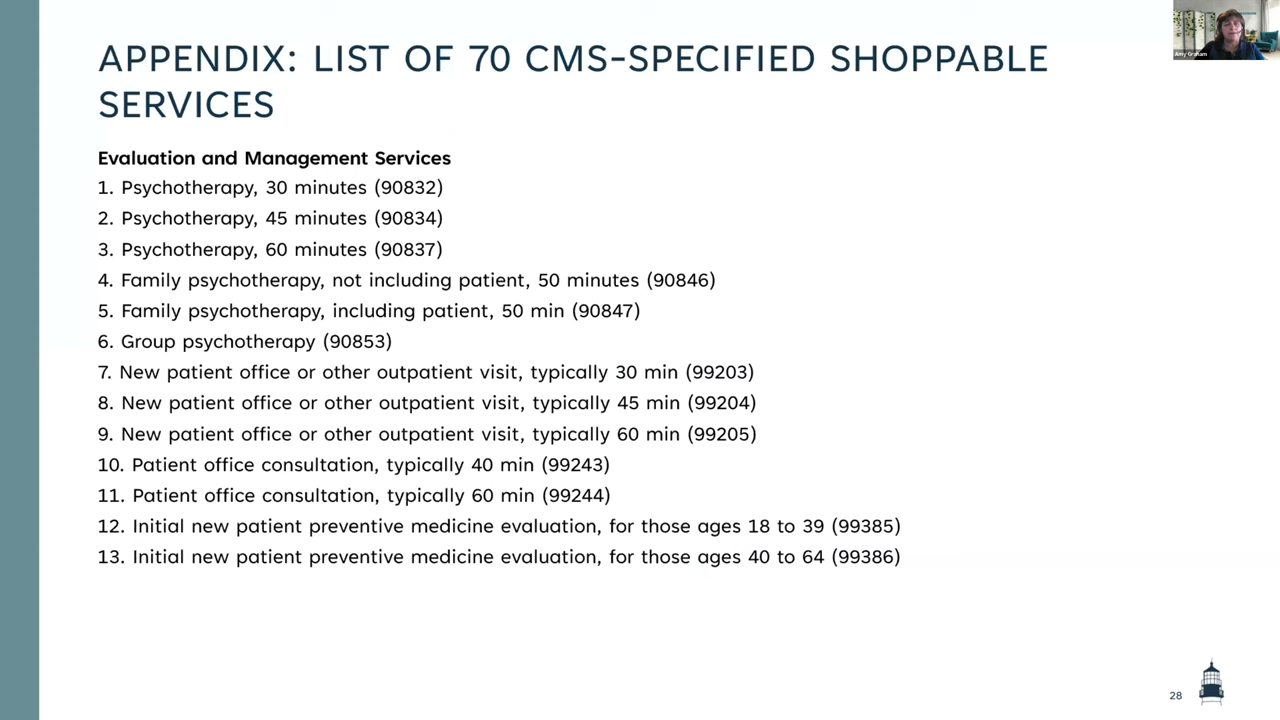 APPENDIX: LIST OF 70 CMS-SPECIFIED SHOPPABLE
SERVICES
Evaluation and Management Services
1. Psychotherapy, 30 minutes (90832)
2. Psychotherapy, 45 minutes (90834)
3. Psychotherapy, 60 minutes (90837)
4. Family psychotherapy, not including patient, 50 minutes (90846)
5. Family psychotherapy, including patient, 50 min (90847)
6. Group psychotherapy (90853)
7. New patient office or other outpatient visit, typically 30 min (99203)
8. New patient office or other outpatient visit, typically 45 min (99204)
9. New patient office or other outpatient visit, typically 60 min (99205)
10. Patient office consultation, typically 40 min (99243)
11. Patient office consultation, typically 60 min (99244)
12. Initial new patient preventive medicine evaluation, for those ages 18 to 39 (99385)
13. Initial new patient preventive medicine evaluation, for those ages 40 to 64 (99386)
Amy Graham
28